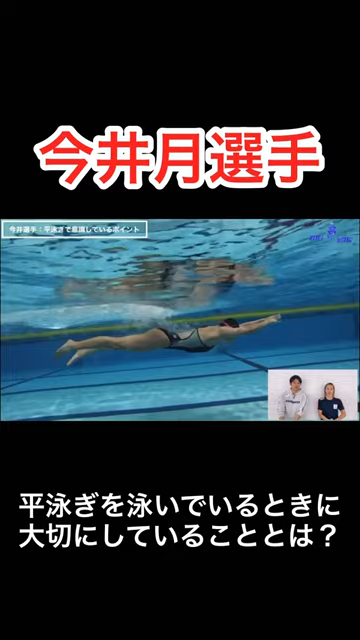 今井月選手
今井選手：平泳ぎで意識しているポイント
平泳ぎを泳いでいるときに
大切にしていることとは？